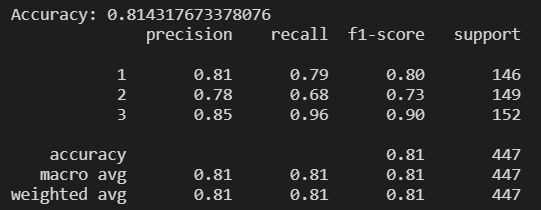 Accuracy: 0.814317673378076
precision recall f1-score support
1 0.81 0.79 0.80 146
2 0.78 0.68 0.73 149
3 0.85 0.96 0.90 152
accuracy 0.81 447
macro avg 0.81 0.81 0.81 447
weighted avg 0.81 0.81 0.81 447